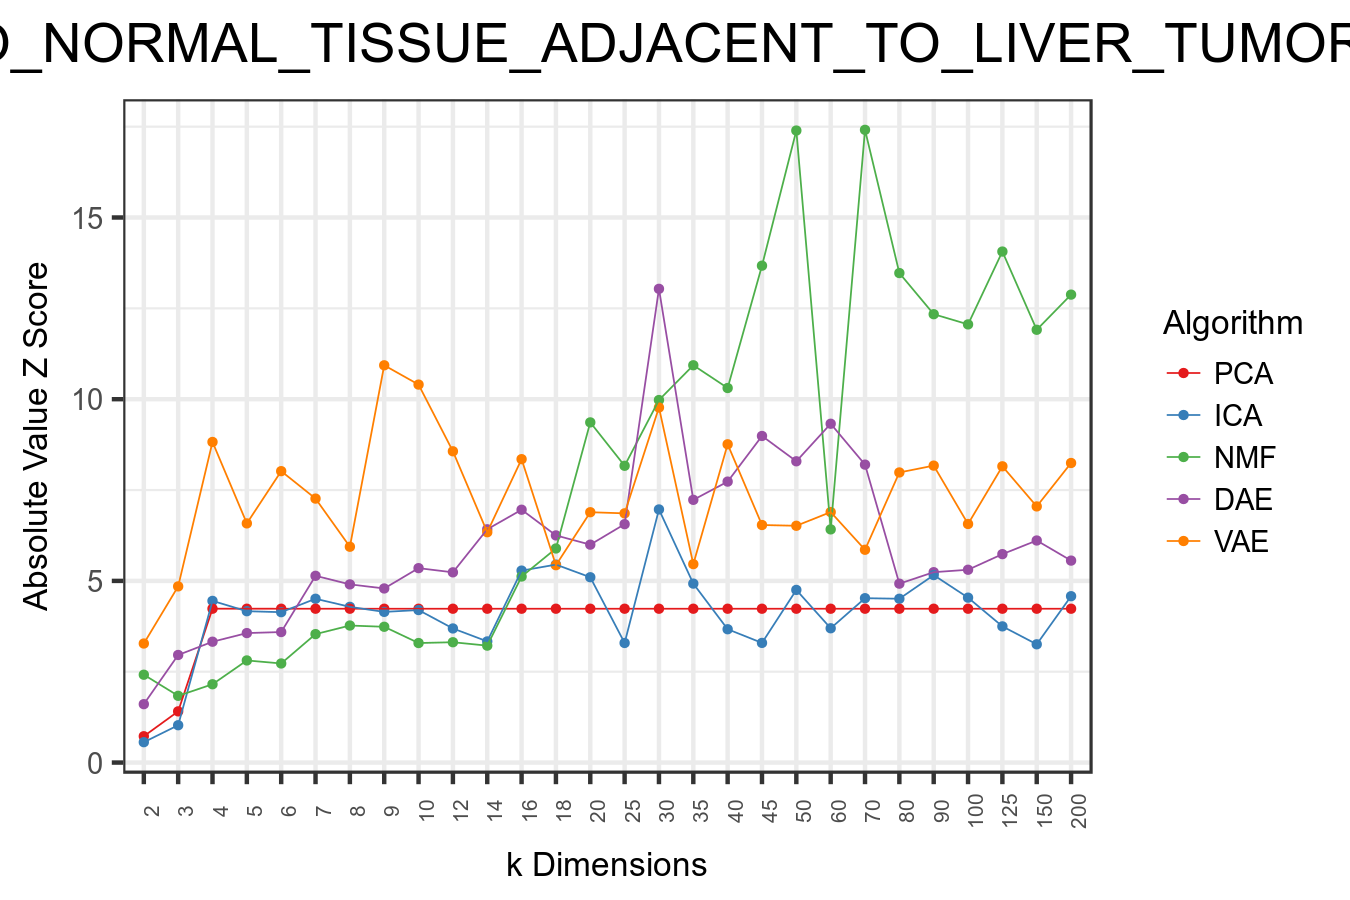 _NORMAL_TISSUE_ADJACENT_TO_LIVER_TUMOR
Absolute Value Z Score
15
10
5
0
2 3 4 5 6 7 8 9 10 12 14 16 18 20 25 30 35 40 45 50 60 70 80 90 100 125 150 200
k Dimensions
Algorithm
PCA
ICA
NMF
DAE
VAE